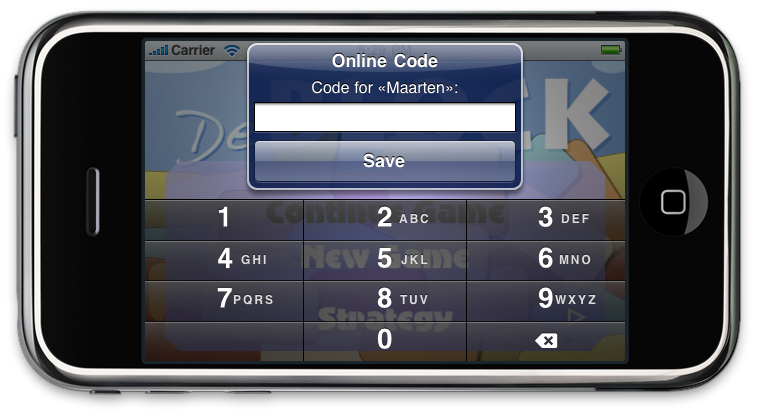 Carrier
Online Code
Code for «Maarten»:
Save
De
CK
Continue Game
New Game
Strategy
1
2 ABC
3 DEF
4 GHI
5 JKL
6 MNO
7 PQRS
8 TUV
9 WXYZ
0